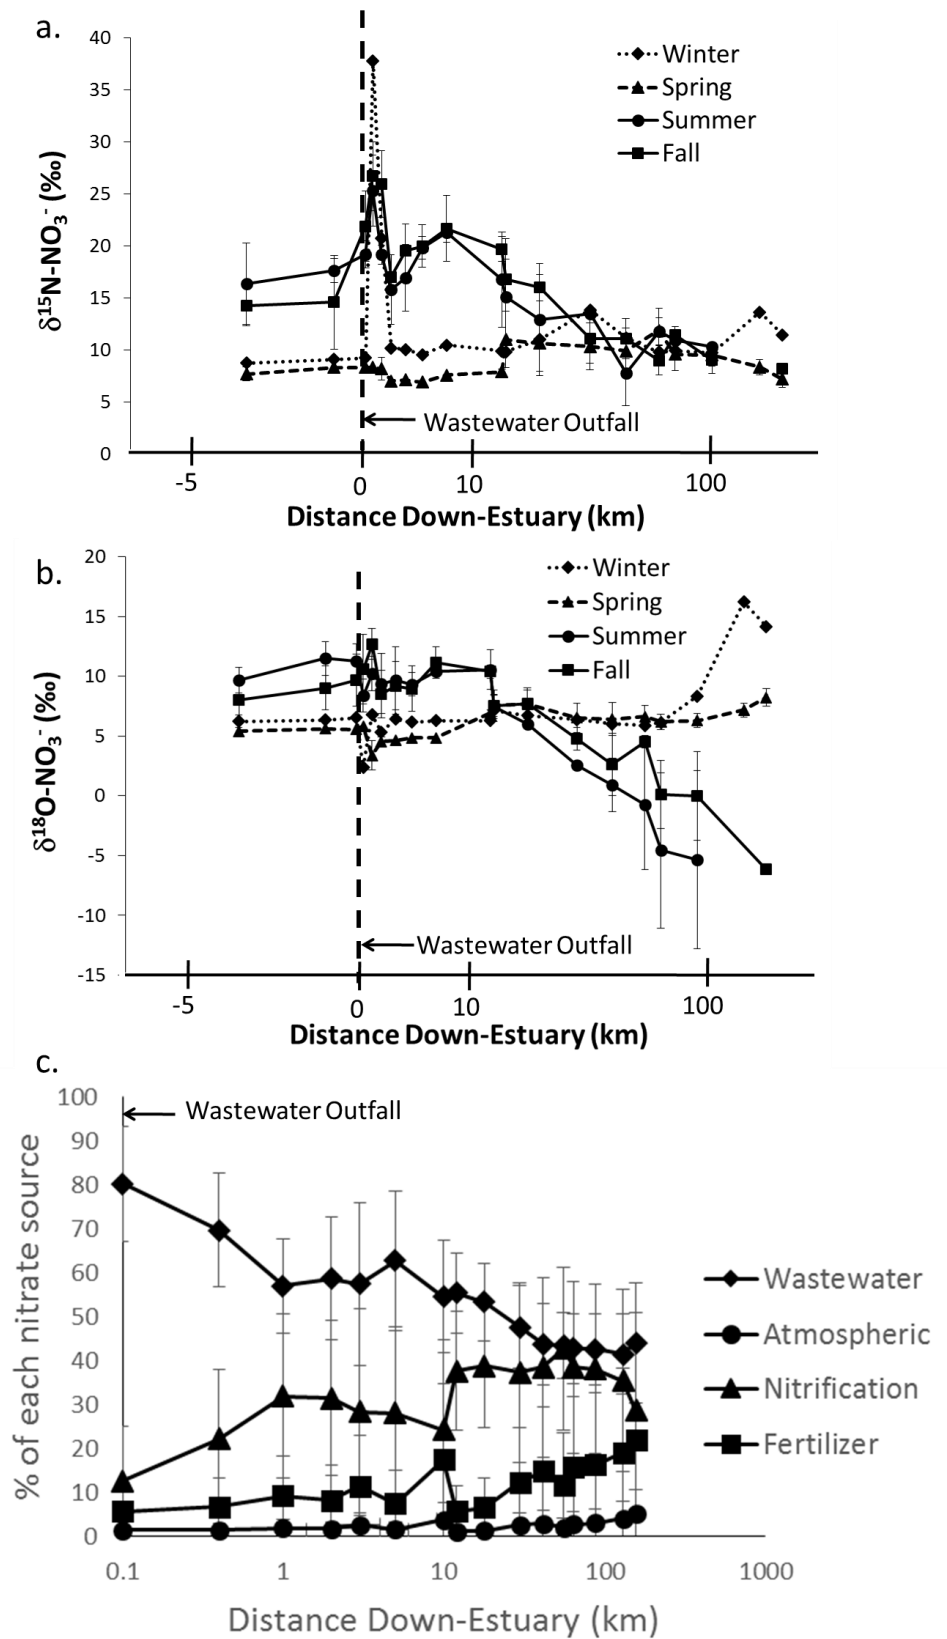 a.
40
35
30
25
20
15
10
5
0
δ¹⁵N-NO₃⁻ (‰)
Winter
Spring
Summer
Fall
Wastewater Outfall
-5
0
10
100
Distance Down-Estuary (km)
b.
20
15
10
5
0
-5
-10
-15
δ¹⁸O-NO₃⁻ (‰)
Winter
Spring
Summer
Fall
Wastewater Outfall
-5
0
10
100
Distance Down-Estuary (km)
c.
100
90
80
70
60
50
40
30
20
10
0
% of each nitrate source
Wastewater Outfall
Wastewater
Atmospheric
Nitrification
Fertilizer
0.1
1
10
100
1000
Distance Down-Estuary (km)